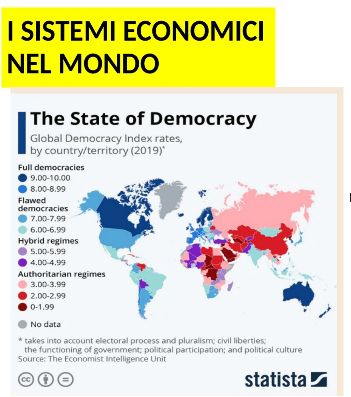 I SISTEMI ECONOMICI
NEL MONDO
The State of Democracy
Global Democracy Index rates,
by country/territory (2019)*
Full democracies
9.00-10.00
8.00-8.99
Flawed
democracies
7.00-7.99
6.00-6.99
Hybrid regimes
5.00-5.99
4.00-4.99
Authoritarian regimes
3.00-3.99
2.00-2.99
0-1.99
No data
* takes into account electoral process and pluralism; civil liberties;
the functioning of government; political participation; and political culture
Source: The Economist Intelligence Unit
cc
statista